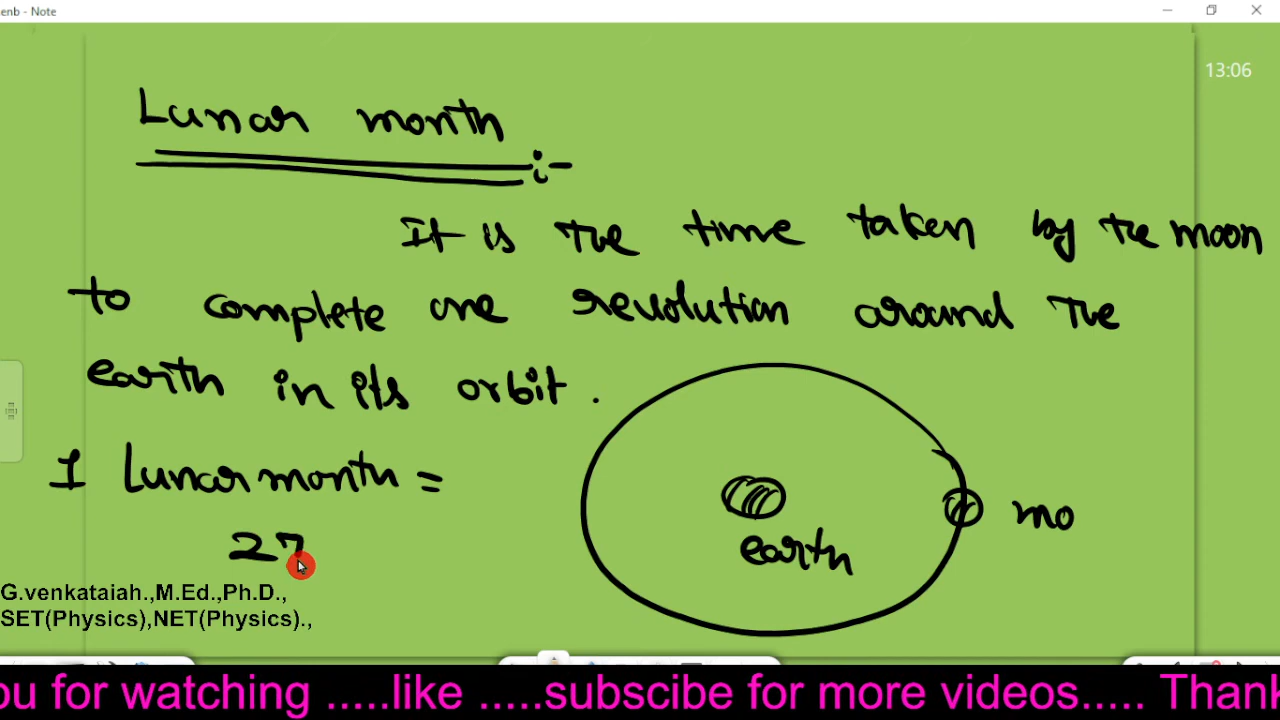 enb - Note
13:06
Lunar month :-
It is the time taken by the moon
to complete one revolution around the
earth in its orbit .
1 Lunar month =
27
earth
mo
G.venkataiah.,M.Ed.,Ph.D.,
SET(Physics),NET(Physics).,
ou for watching .....like .....subscibe for more videos..... Thank